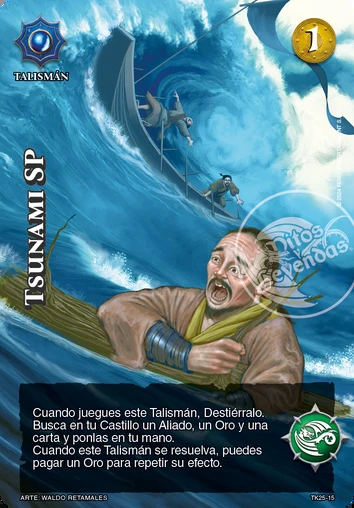 1
TALISMÁN
TSUNAMI SP
Mitos y
Leyendas
Cuando juegues este Talismán, Destiérralo.
Busca en tu Castillo un Aliado, un Oro y una
carta y ponlas en tu mano.
Cuando este Talismán se resuelva, puedes
pagar un Oro para repetir su efecto.
ARTE: WALDO RETAMALES
TK25-15